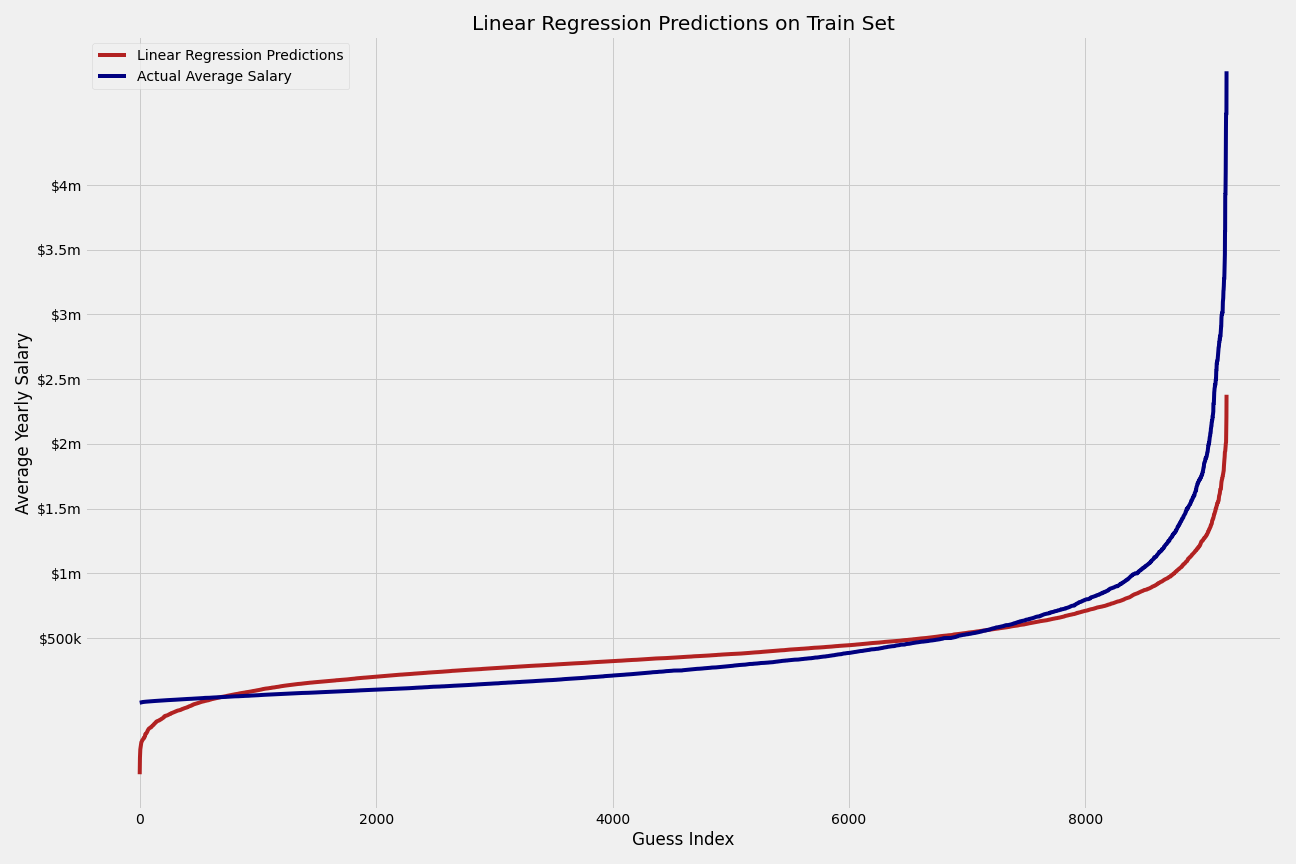 Linear Regression Predictions on Train Set
Linear Regression Predictions
Actual Average Salary
Average Yearly Salary
$4m
$3.5m
$3m
$2.5m
$2m
$1.5m
$1m
$500k
0 2000 4000 6000 8000
Guess Index